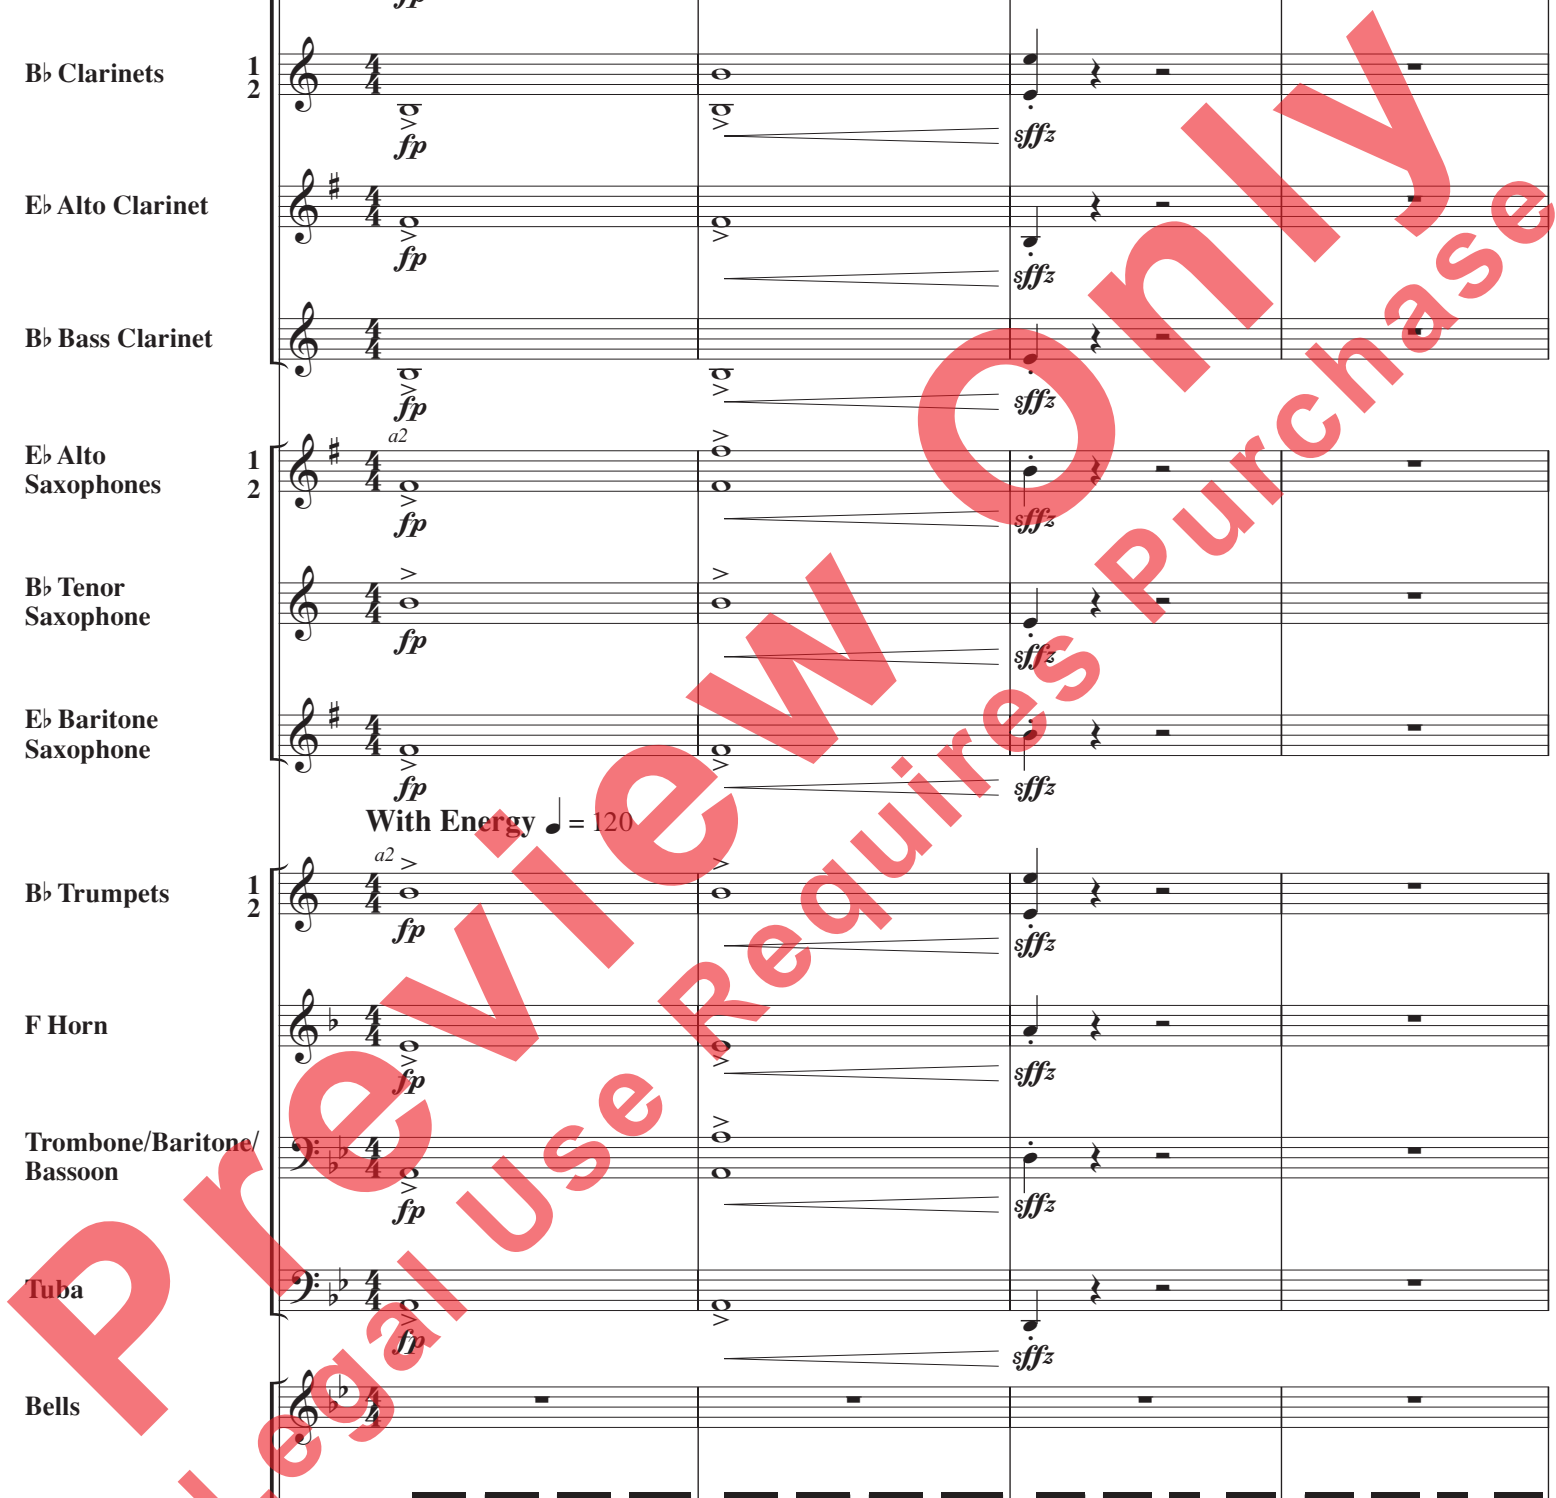 fp
B♭ Clarinets 1 2
fp
sffz
E♭ Alto Clarinet
fp
sffz
B♭ Bass Clarinet
fp
sffz
a2
E♭ Alto
Saxophones 1 2
fp
sffz
B♭ Tenor
Saxophone
fp
sffz
E♭ Baritone
Saxophone
fp
sffz
With Energy ♩ = 120
a2
B♭ Trumpets 1 2
fp
sffz
F Horn
fp
sffz
Trombone/Baritone/
Bassoon
fp
sffz
Tuba
fp
sffz
Bells
Preview Only
Legal Use Requires Purchase